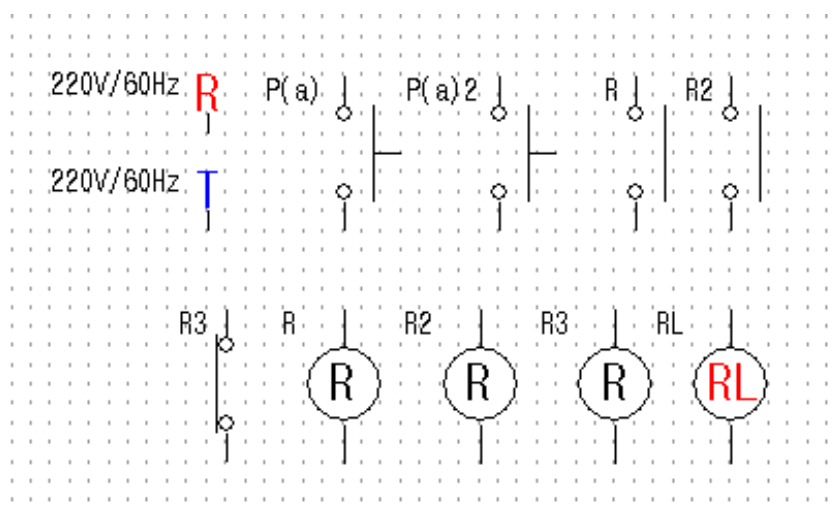 220V/60Hz R P(a) P(a)2 R R2
220V/60Hz T
R3 R R2 R3 RL
R R R RL